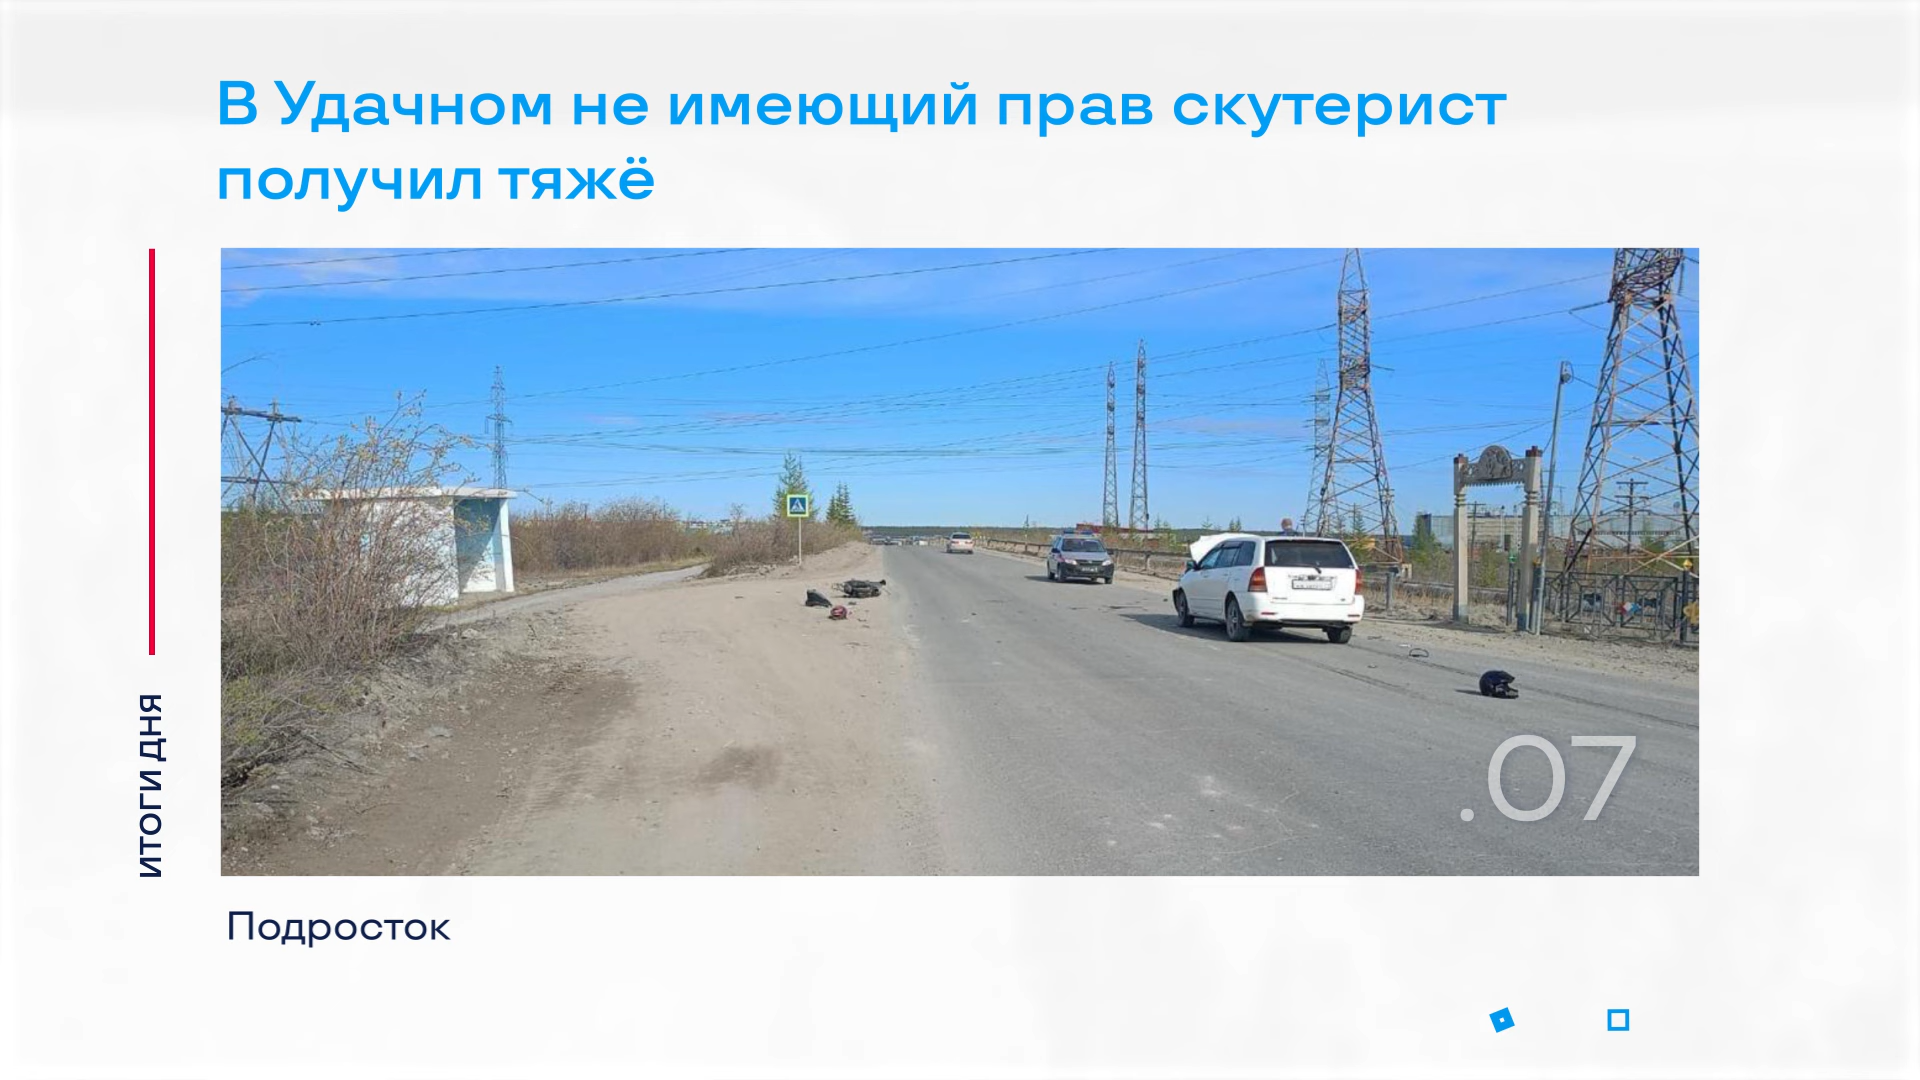 В Удачном не имеющий прав скутерист
получил тяжё
ИТОГИ ДНЯ
.07
Подросток